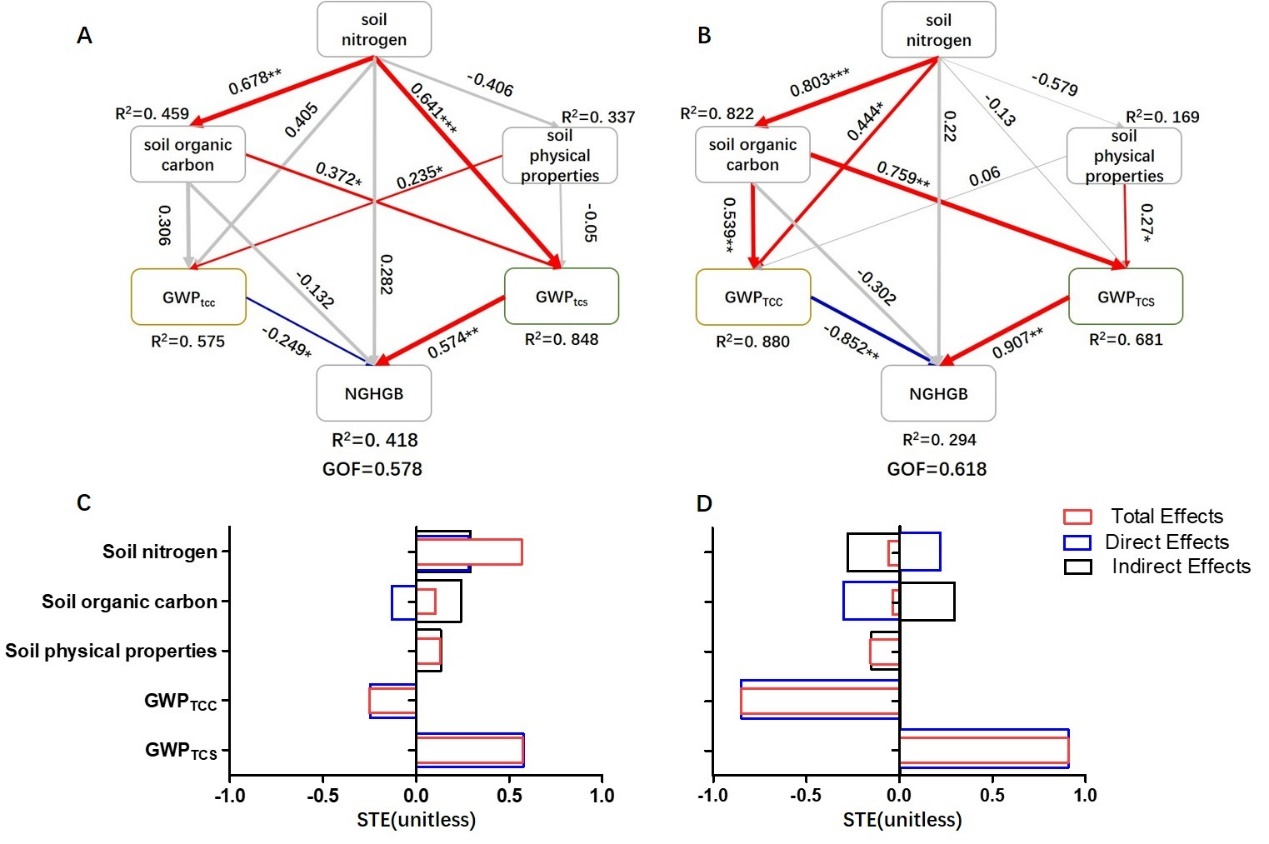 A
soil
nitrogen
0.678**
0.405
0.641***
-0.406
R²=0. 459
R²=0. 337
soil organic
carbon
soil
physical
properties
0.372*
0.235*
0.306
-0.132
0.282
-0.05
GWPtcc
GWPtcs
R²=0. 575
-0.249*
0.574**
R²=0. 848
NGHGB
R²=0. 418
GOF=0.578
B
soil
nitrogen
0.803***
0.444*
0.22
-0.13
-0.579
R²=0. 822
R²=0. 169
soil organic
carbon
soil
physical
properties
0.759**
0.06
0.539**
-0.302
0.27*
GWPTCC
GWPTCS
R²=0. 880
-0.852**
0.907**
R²=0. 681
NGHGB
R²=0. 294
GOF=0.618
C
Soil nitrogen
Soil organic carbon
Soil physical properties
GWPTCC
GWPTCS
-1.0 -0.5 0.0 0.5 1.0
STE(unitless)
D
Total Effects
Direct Effects
Indirect Effects
-1.0 -0.5 0.0 0.5 1.0
STE(unitless)